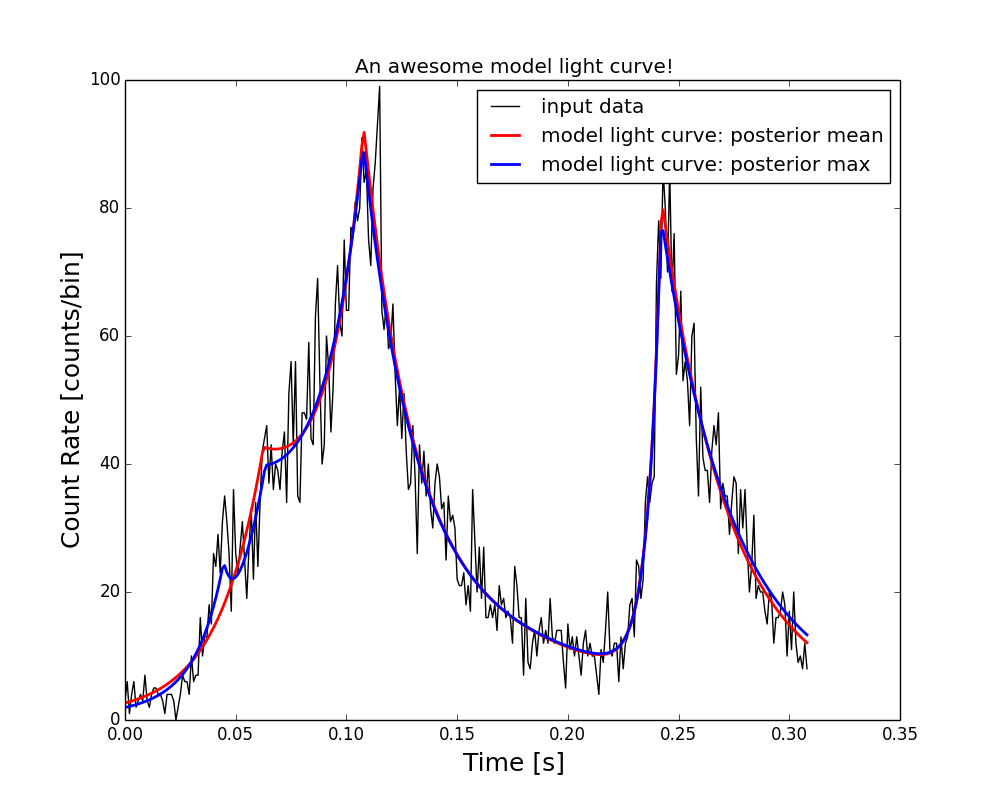 An awesome model light curve!
input data
model light curve: posterior mean
model light curve: posterior max
Count Rate [counts/bin]
100
80
60
40
20
0
0.00 0.05 0.10 0.15 0.20 0.25 0.30 0.35
Time [s]